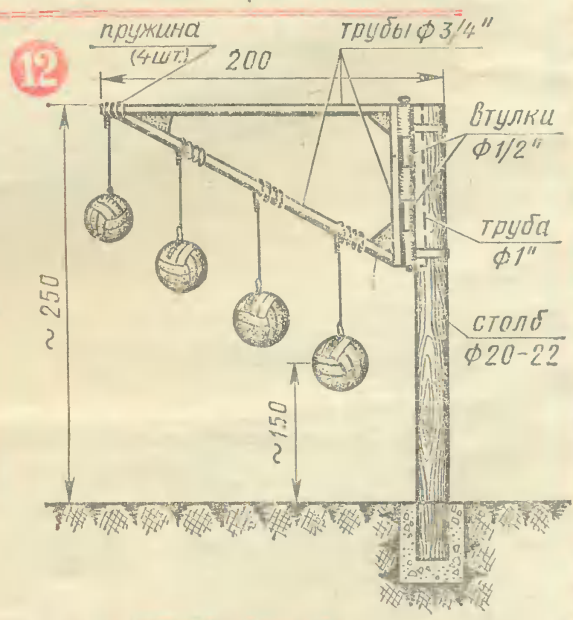 12
пружина
(4шт.)
трубы ф 3/4"
200
втулки
ф1/2"
труба
ф1"
столб
ф20-22
~250
~150